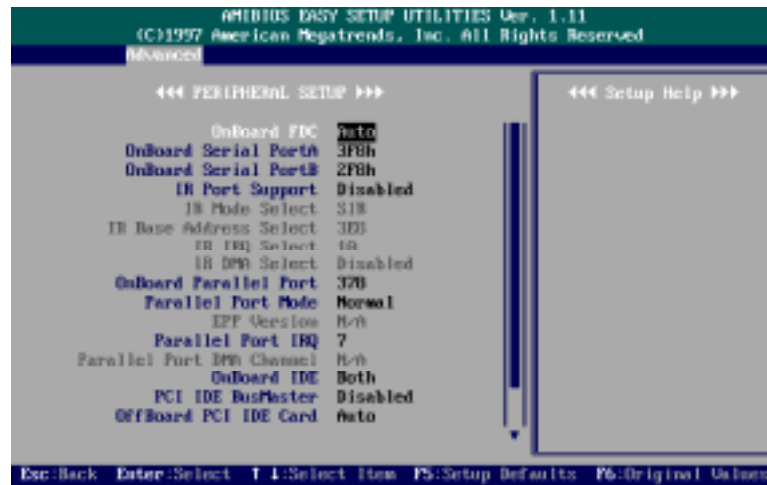 AMIBIOS EASY SETUP UTILITIES Ver. 1.11
(C)1997 American Megatrends, Inc. All Rights Reserved
Advanced
PERIPHERAL SETUP
Setup Help
OnBoard FDC Auto
OnBoard Serial PortA 3F8h
OnBoard Serial PortB 2F8h
IR Port Support Disabled
IR Mode Select SIR
IR Base Address Select
IR IRQ Select 10
IR DMA Select Disabled
OnBoard Parallel Port 378
Parallel Port Mode Normal
EPP Version N/A
Parallel Port IRQ 7
Parallel Port DMA Channel N/A
OnBoard IDE Both
PCI IDE BusMaster Disabled
OffBoard PCI IDE Card Auto
Esc:Back Enter:Select ↑ ↓:Select Item F5:Setup Defaults F6:Original Values